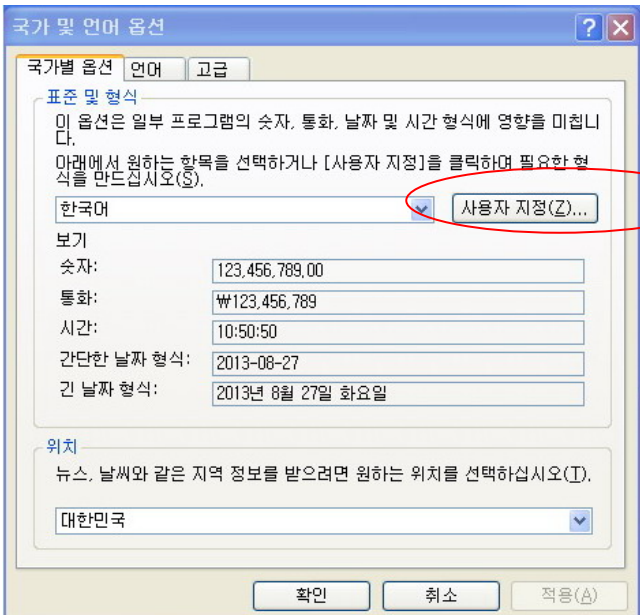 국가 및 언어 옵션
국가별 옵션 언어 고급
표준 및 형식
이 옵션은 일부 프로그램의 숫자, 통화, 날짜 및 시간 형식에 영향을 미칩니
다.
아래에서 원하는 항목을 선택하거나 [사용자 지정]을 클릭하여 필요한 형
식을 만드십시오(S).
한국어 사용자 지정(Z)...
보기
숫자: 123,456,789.00
통화: ₩123,456,789
시간: 10:50:50
간단한 날짜 형식: 2013-08-27
긴 날짜 형식: 2013년 8월 27일 화요일
위치
뉴스, 날씨와 같은 지역 정보를 받으려면 원하는 위치를 선택하십시오(T).
대한민국
확인 취소 적용(A)